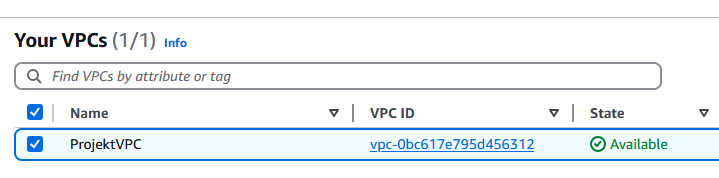 Your VPCs (1/1) Info
Find VPCs by attribute or tag
Name VPC ID State
ProjektVPC vpc-0bc617e795d456312 Available